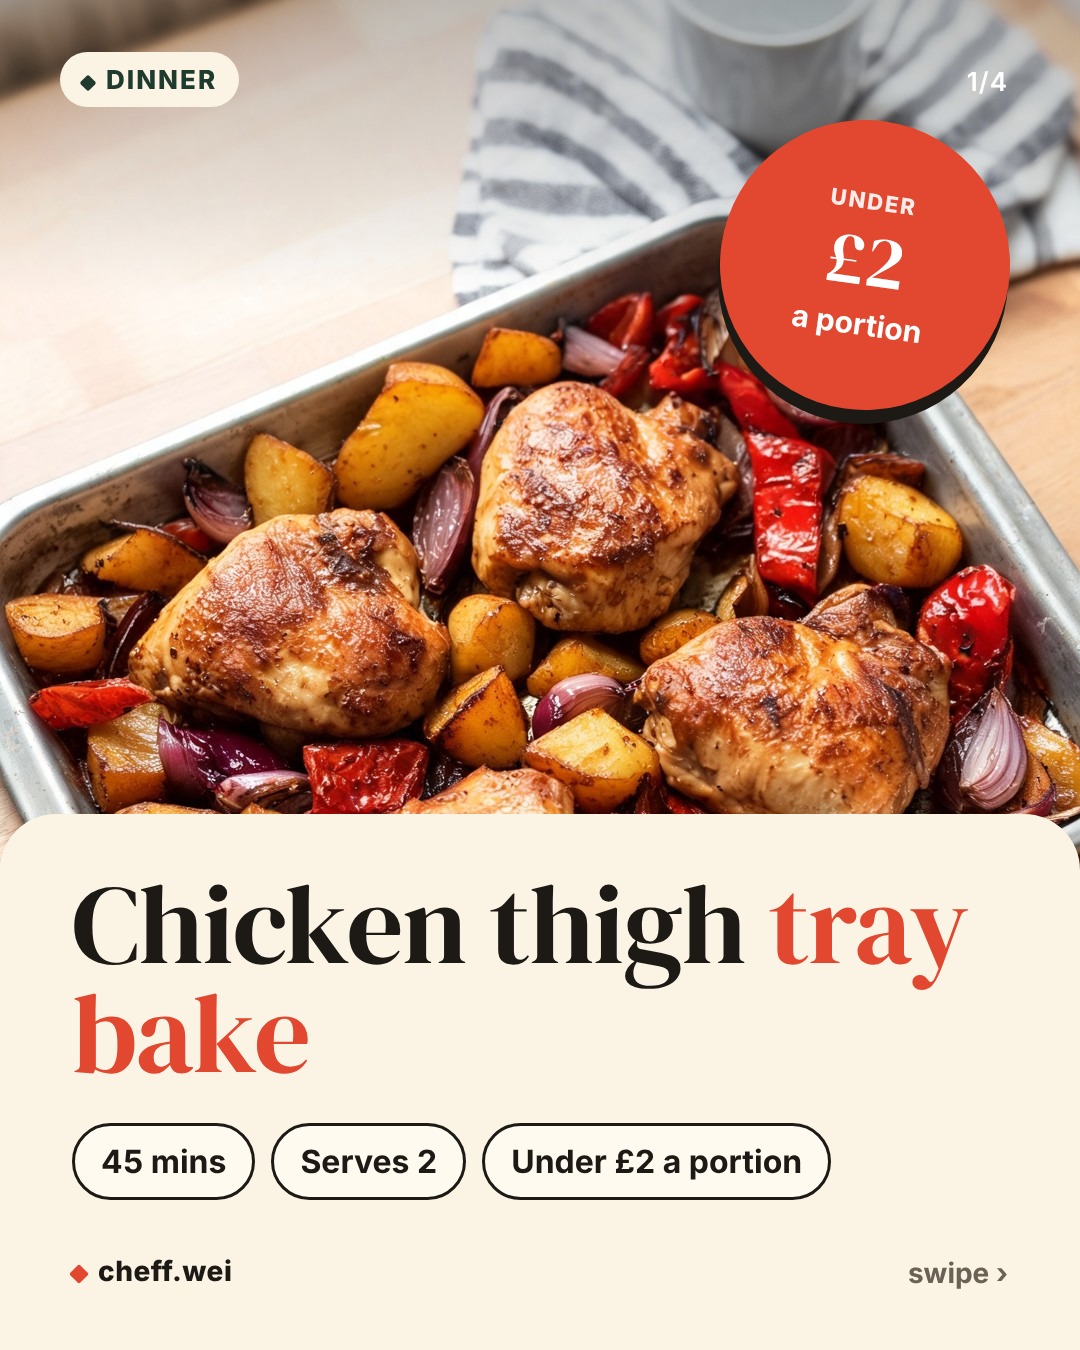 DINNER
1/4
UNDER
£2
a portion
Chicken thigh tray
bake
45 mins
Serves 2
Under £2 a portion
cheff.wei
swipe ›